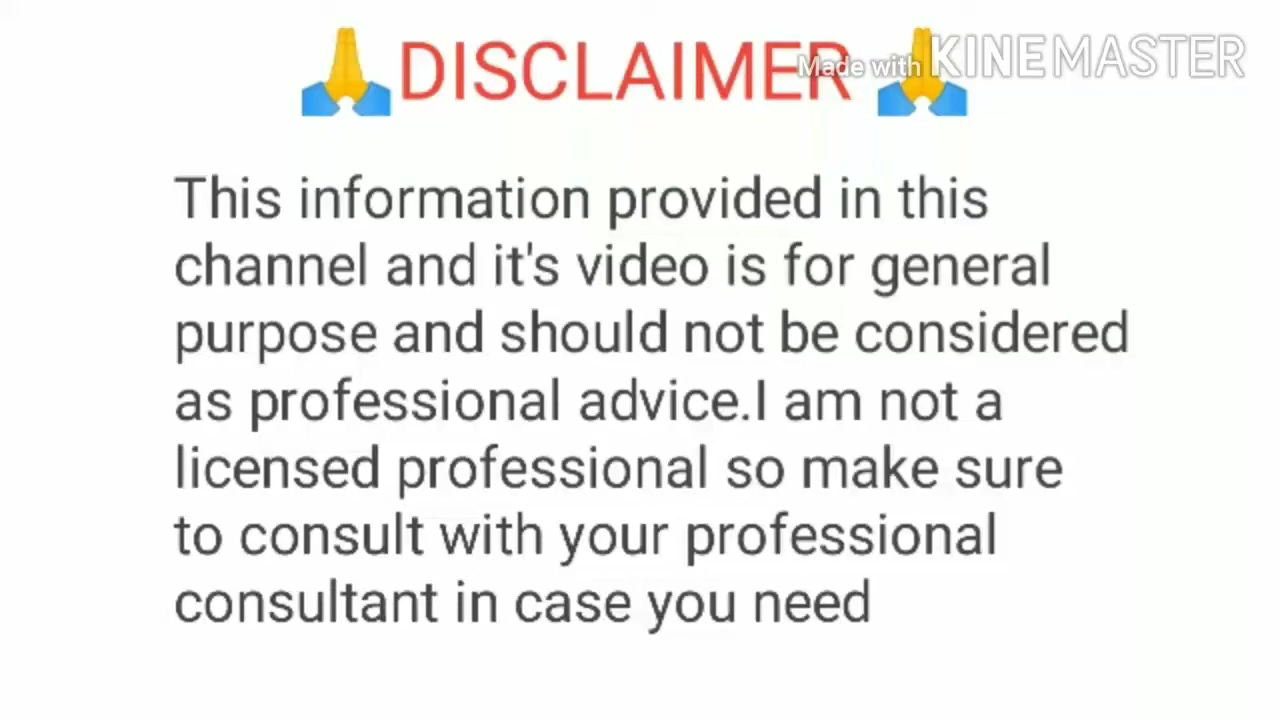 🙏DISCLAIMER🙏
Made with KINEMASTER
This information provided in this
channel and it's video is for general
purpose and should not be considered
as professional advice.I am not a
licensed professional so make sure
to consult with your professional
consultant in case you need